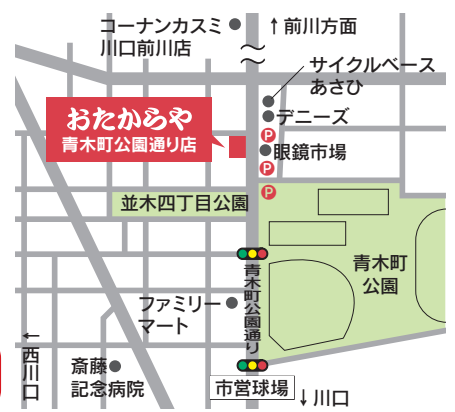 コーナンカスミ
川口前川店
↑前川方面
サイクルベース
あさひ
デニーズ
おたからや
青木町公園通り店
P
眼鏡市場
P
P
並木四丁目公園
青木町
公園
青木町公園通り
ファミリー
マート
←西川口
斎藤
記念病院
市営球場
↓川口